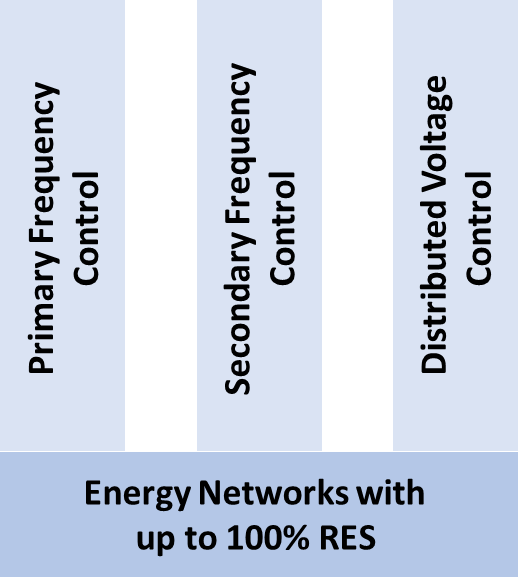 Primary Frequency
Control
Secondary Frequency
Control
Distributed Voltage
Control
Energy Networks with
up to 100% RES